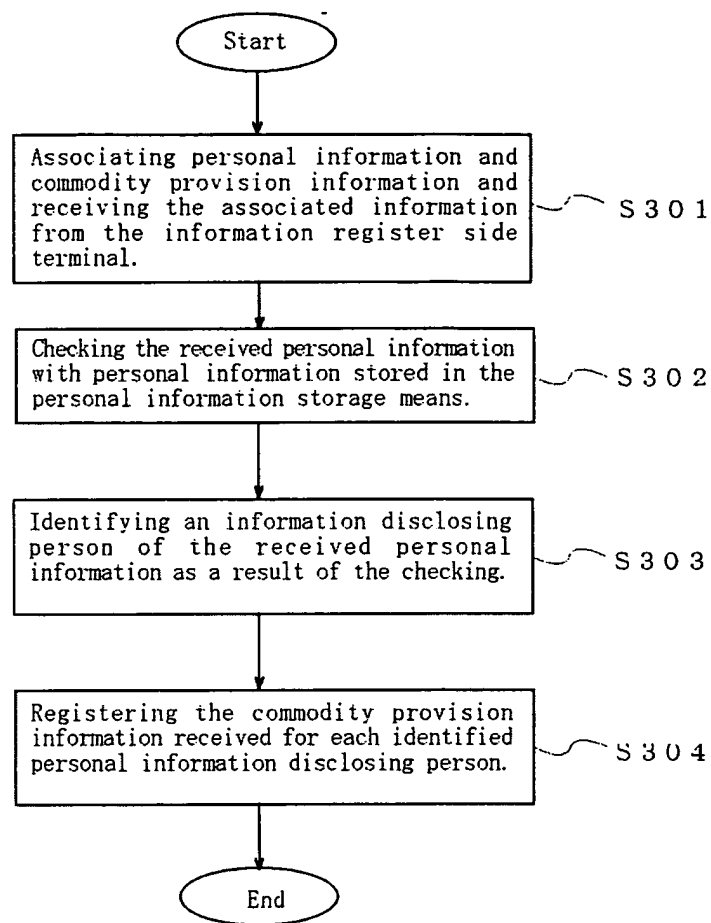 Start
Associating personal information and
commodity provision information and
receiving the associated information
from the information register side
terminal.
S301
Checking the received personal information
with personal information stored in the
personal information storage means.
S302
Identifying an information disclosing
person of the received personal
information as a result of the checking.
S303
Registering the commodity provision
information received for each identified
personal information disclosing person.
S304
End